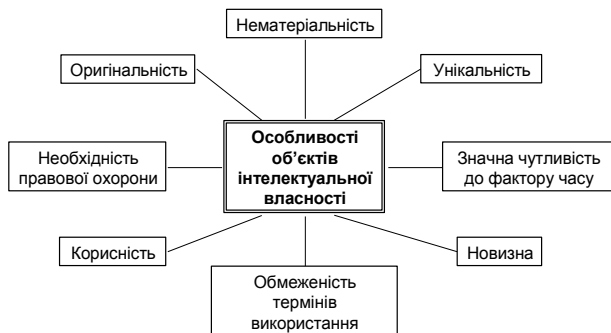 Нематеріальність
Оригінальність
Унікальність
Особливості
об’єктів
інтелектуальної
власності
Необхідність
правової охорони
Значна чутливість
до фактору часу
Корисність
Новизна
Обмеженість
термінів
використання